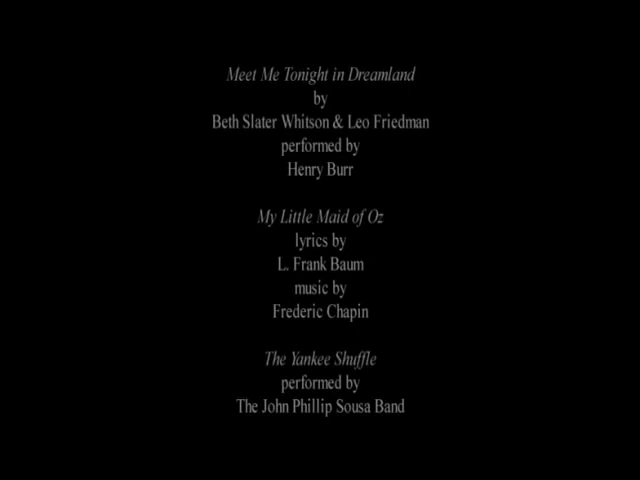 Meet Me Tonight in Dreamland
by
Beth Slater Whitson & Leo Friedman
performed by
Henry Burr
My Little Maid of Oz
lyrics by
L. Frank Baum
music by
Frederic Chapin
The Yankee Shuffle
performed by
The John Phillip Sousa Band